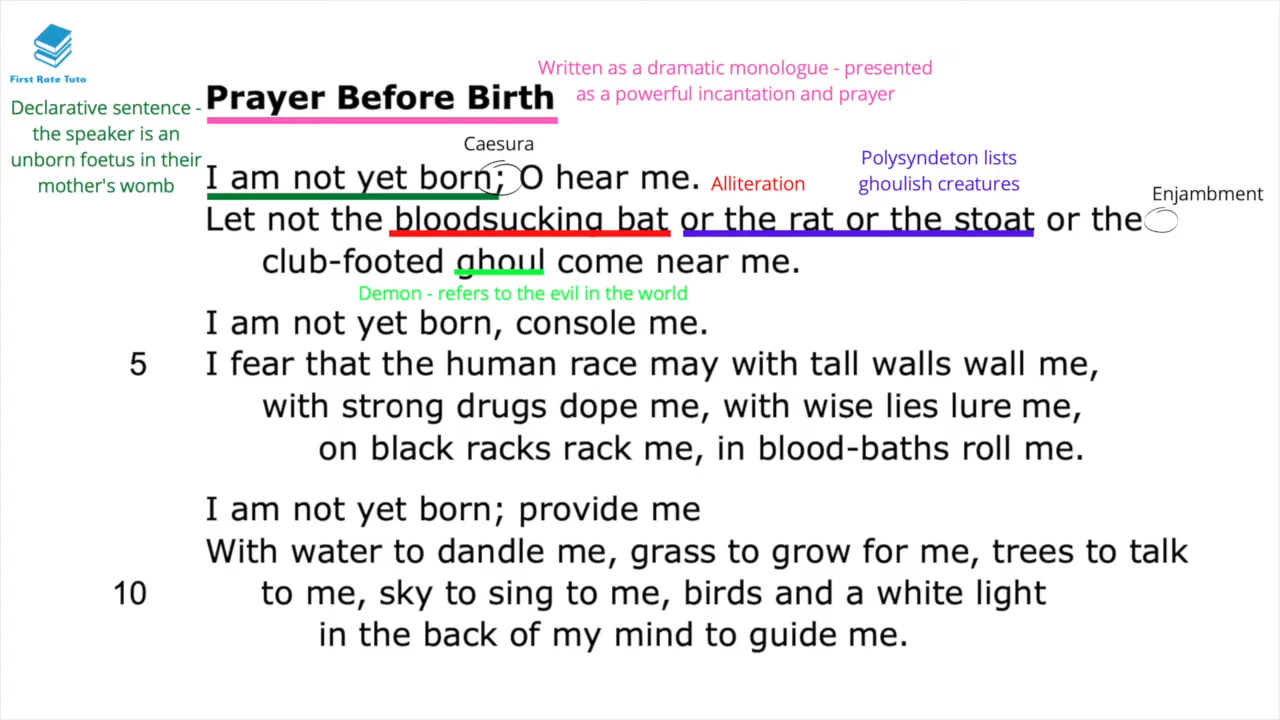 First Rate Tuto
Written as a dramatic monologue - presented
as a powerful incantation and prayer
Prayer Before Birth
Declarative sentence -
the speaker is an
unborn foetus in their
mother's womb
Caesura
Polysyndeton lists
ghoulish creatures
Alliteration
Enjambment
I am not yet born; O hear me.
Let not the bloodsucking bat or the rat or the stoat or the
club-footed ghoul come near me.
Demon - refers to the evil in the world
I am not yet born, console me.
5 I fear that the human race may with tall walls wall me,
with strong drugs dope me, with wise lies lure me,
on black racks rack me, in blood-baths roll me.
I am not yet born; provide me
With water to dandle me, grass to grow for me, trees to talk
10 to me, sky to sing to me, birds and a white light
in the back of my mind to guide me.